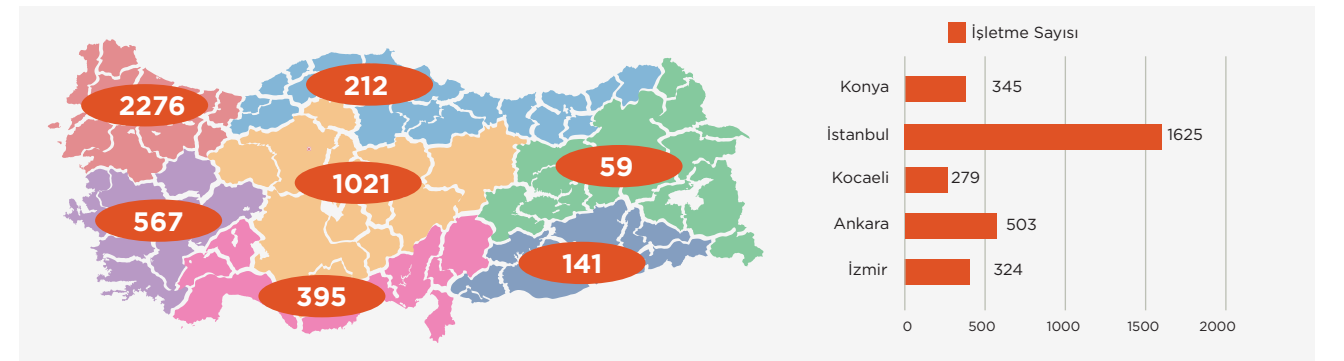 2276
212
1021
59
567
141
395
İşletme Sayısı
Konya 345
İstanbul 1625
Kocaeli 279
Ankara 503
İzmir 324
0 500 1000 1500 2000